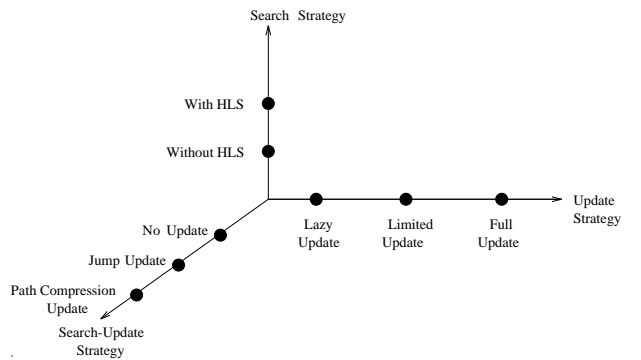 Search Strategy
With HLS
Without HLS
Update
Strategy
Lazy
Update
Limited
Update
Full
Update
No Update
Jump Update
Path Compression
Update
Search-Update
Strategy